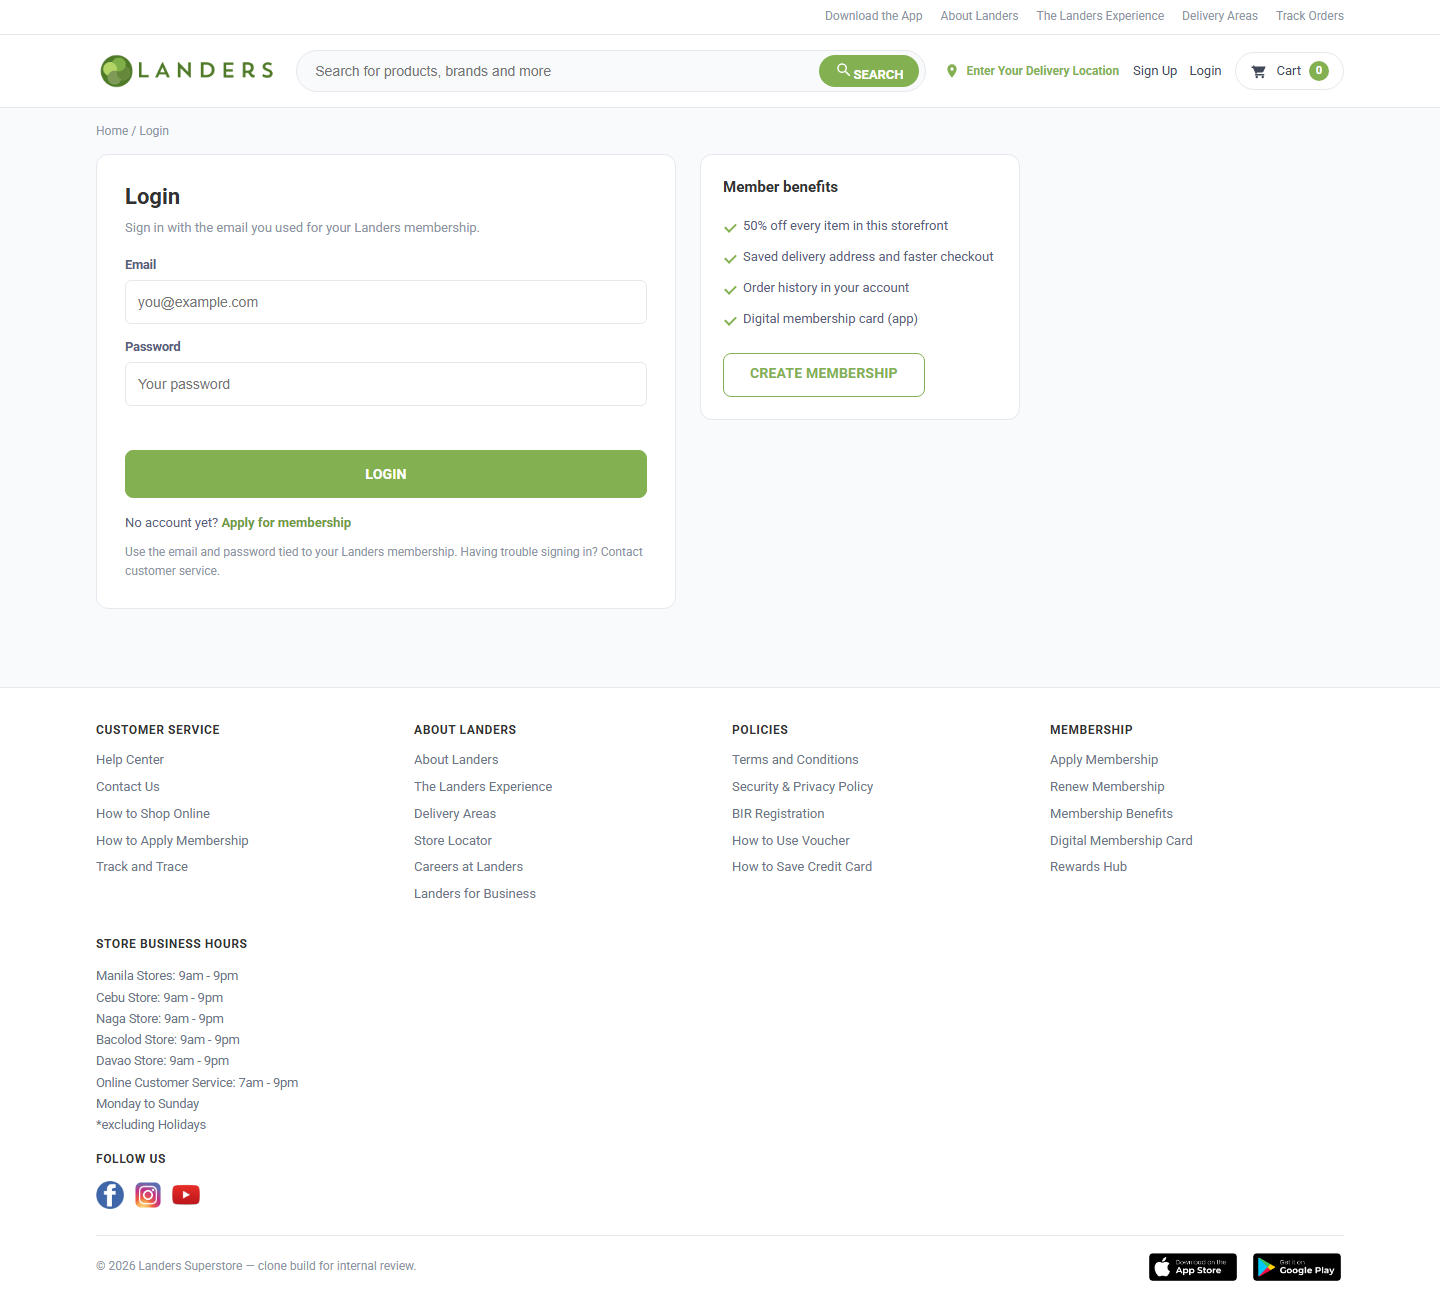 Download the App About Landers The Landers Experience Delivery Areas Track Orders
LANDERS
Search for products, brands and more
SEARCH
Enter Your Delivery Location
Sign Up Login
Cart 0
Home / Login
Login
Sign in with the email you used for your Landers membership.
Email
you@example.com
Password
Your password
LOGIN
No account yet? Apply for membership
Use the email and password tied to your Landers membership. Having trouble signing in? Contact
customer service.
Member benefits
50% off every item in this storefront
Saved delivery address and faster checkout
Order history in your account
Digital membership card (app)
CREATE MEMBERSHIP
CUSTOMER SERVICE
Help Center
Contact Us
How to Shop Online
How to Apply Membership
Track and Trace
ABOUT LANDERS
About Landers
The Landers Experience
Delivery Areas
Store Locator
Careers at Landers
Landers for Business
POLICIES
Terms and Conditions
Security & Privacy Policy
BIR Registration
How to Use Voucher
How to Save Credit Card
MEMBERSHIP
Apply Membership
Renew Membership
Membership Benefits
Digital Membership Card
Rewards Hub
STORE BUSINESS HOURS
Manila Stores: 9am - 9pm
Cebu Store: 9am - 9pm
Naga Store: 9am - 9pm
Bacolod Store: 9am - 9pm
Davao Store: 9am - 9pm
Online Customer Service: 7am - 9pm
Monday to Sunday
*excluding Holidays
FOLLOW US
© 2026 Landers Superstore — clone build for internal review.
Download on the
App Store
Get it on
Google Play